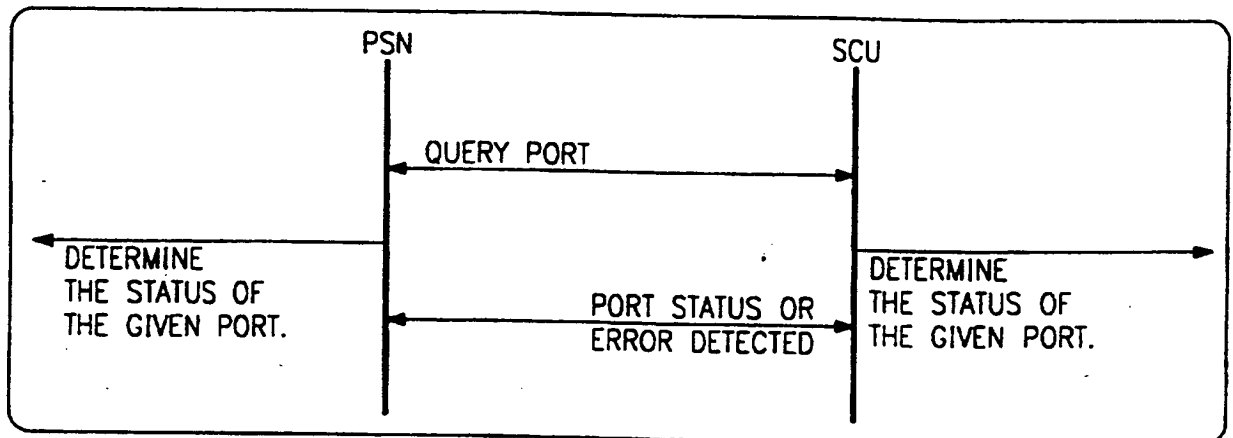 PSN
SCU
QUERY PORT
DETERMINE
THE STATUS OF
THE GIVEN PORT.
PORT STATUS OR
ERROR DETECTED
DETERMINE
THE STATUS OF
THE GIVEN PORT.